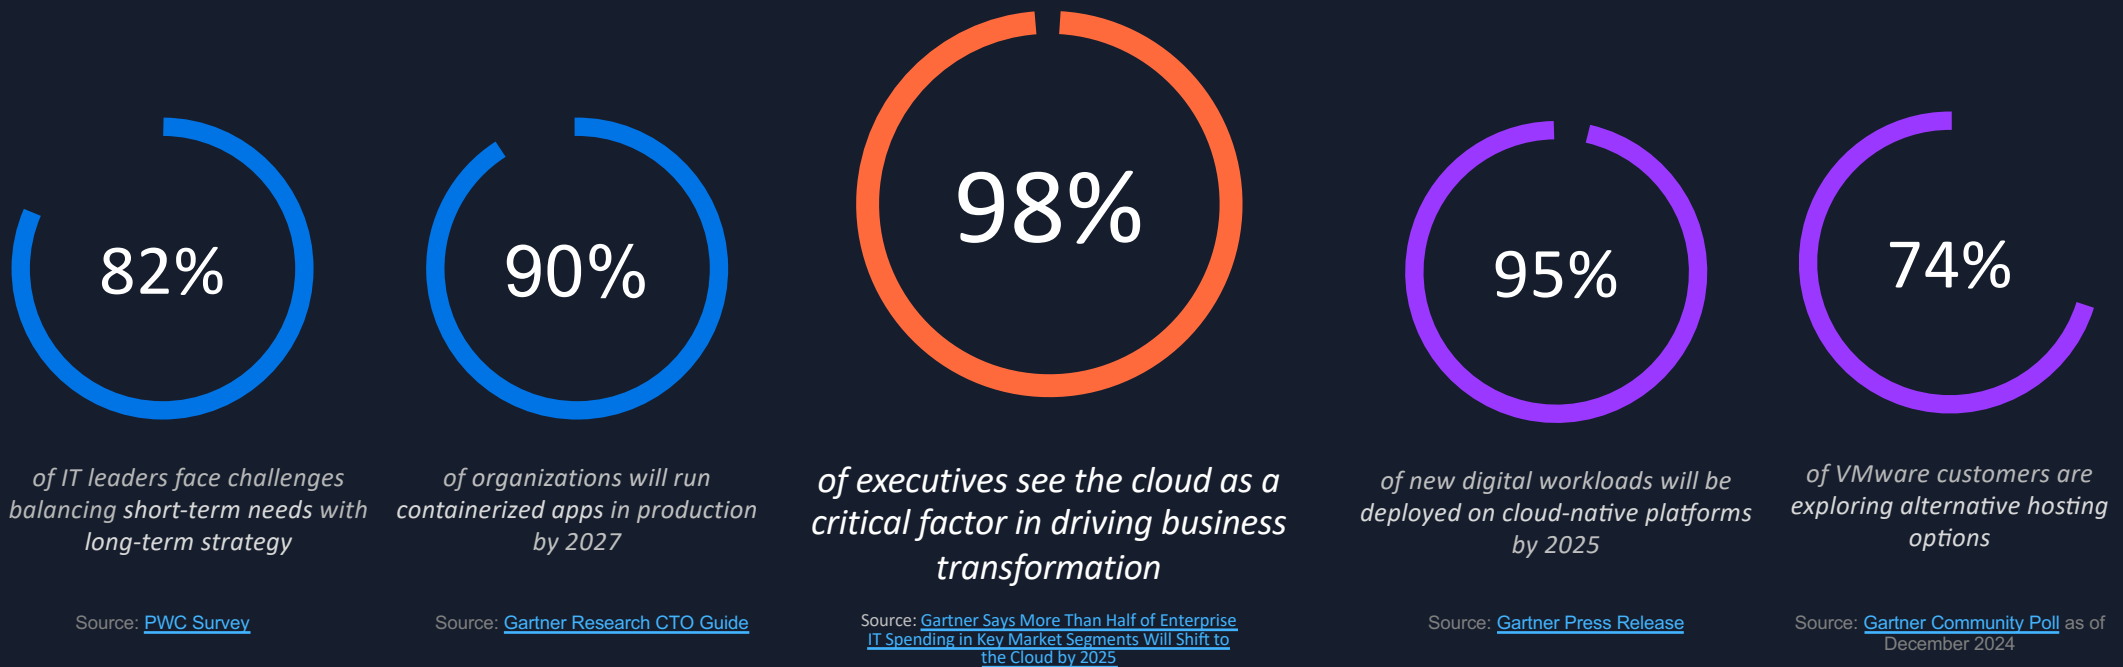 82%
of IT leaders face challenges
balancing short-term needs with
long-term strategy
Source: PWC Survey
90%
of organizations will run
containerized apps in production
by 2027
Source: Gartner Research CTO Guide
98%
of executives see the cloud as a
critical factor in driving business
transformation
Source: Gartner Says More Than Half of Enterprise
IT Spending in Key Market Segments Will Shift to
the Cloud by 2025
95%
of new digital workloads will be
deployed on cloud-native platforms
by 2025
Source: Gartner Press Release
74%
of VMware customers are
exploring alternative hosting
options
Source: Gartner Community Poll as of
December 2024